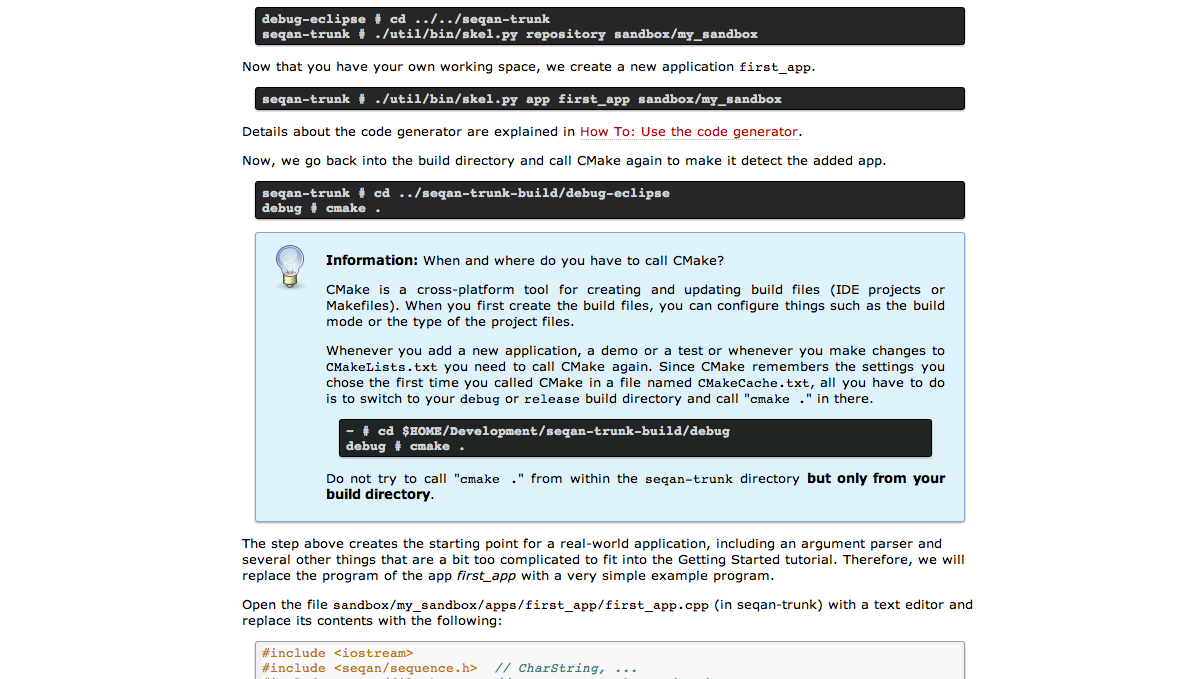 debug-eclipse # cd ../../seqan-trunk
seqan-trunk # ./util/bin/skel.py repository sandbox/my_sandbox
Now that you have your own working space, we create a new application first_app.
seqan-trunk # ./util/bin/skel.py app first_app sandbox/my_sandbox
Details about the code generator are explained in How To: Use the code generator.
Now, we go back into the build directory and call CMake again to make it detect the added app.
seqan-trunk # cd ../seqan-trunk-build/debug-eclipse
debug # cmake .
Information: When and where do you have to call CMake?
CMake is a cross-platform tool for creating and updating build files (IDE projects or
Makefiles). When you first create the build files, you can configure things such as the build
mode or the type of the project files.
Whenever you add a new application, a demo or a test or whenever you make changes to
CMakeLists.txt you need to call CMake again. Since CMake remembers the settings you
chose the first time you called CMake in a file named CMakeCache.txt, all you have to do
is to switch to your debug or release build directory and call "cmake ." in there.
~ # cd $HOME/Development/seqan-trunk-build/debug
debug # cmake .
Do not try to call "cmake ." from within the seqan-trunk directory but only from your
build directory.
The step above creates the starting point for a real-world application, including an argument parser and
several other things that are a bit too complicated to fit into the Getting Started tutorial. Therefore, we will
replace the program of the app first_app with a very simple example program.
Open the file sandbox/my_sandbox/apps/first_app/first_app.cpp (in seqan-trunk) with a text editor and
replace its contents with the following:
#include <iostream>
#include <seqan/sequence.h>  // CharString, ...